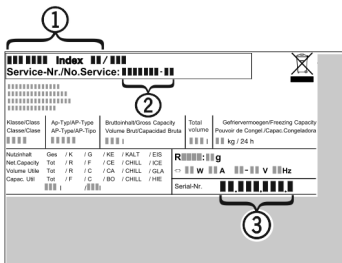 1
Index /
Service-Nr./No.Service: -
2
Klasse/Class Ap-Typ/AP-Type Bruttoinhalt/Gross Capacity Total Gefriervermoegen/Freezing Capacity
Classe/Clase AP-Type/AP-Tipo Volume Brut/Capacidad Bruta volume Pouvoir de Congel./Capac.Congeladora
l l kg / 24 h
Nutzinhalt Ges / K / G / KE / KALT / EIS
Net.Capacity Tot / R / F / CE / CHILL / ICE
Volume Utile Tot / F / C / CA / CHILL / GLA
Capac. Util Tot / F / C / BO / CHILL / HIE
l / l
R : g
W A - V Hz
Serial-Nr. . . .
3